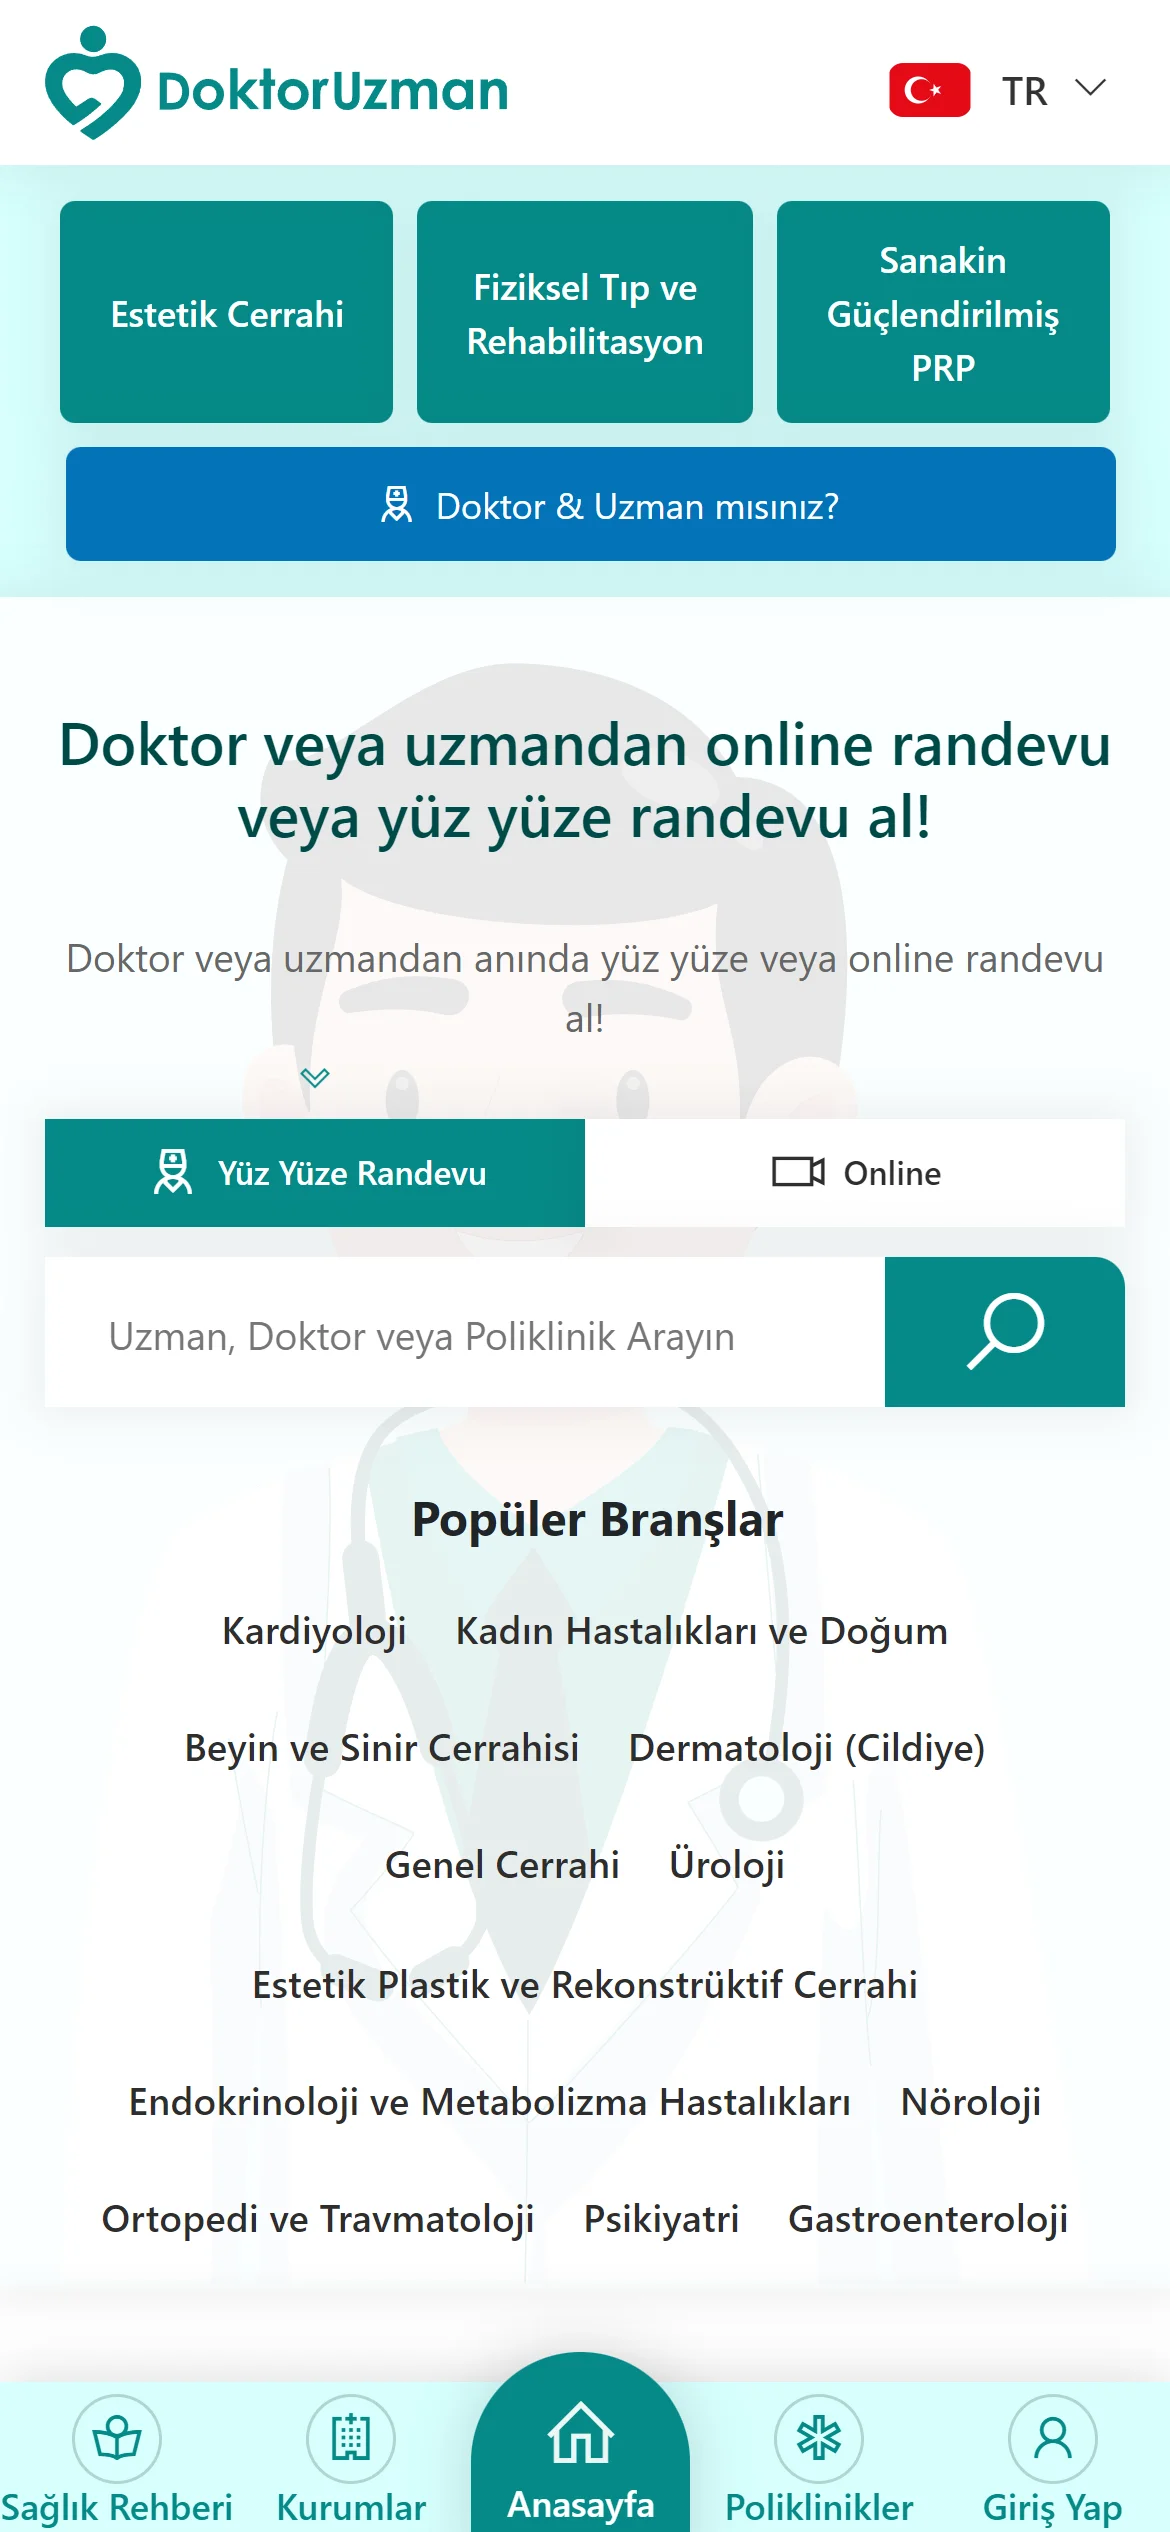 DoktorUzman
TR
Estetik Cerrahi
Fiziksel Tıp ve
Rehabilitasyon
Sanakin
Güçlendirilmiş
PRP
Doktor & Uzman mısınız?
Doktor veya uzmandan online randevu
veya yüz yüze randevu al!
Doktor veya uzmandan anında yüz yüze veya online randevu
al!
Yüz Yüze Randevu
Online
Uzman, Doktor veya Poliklinik Arayın
Popüler Branşlar
Kardiyoloji Kadın Hastalıkları ve Doğum
Beyin ve Sinir Cerrahisi Dermatoloji (Cildiye)
Genel Cerrahi Üroloji
Estetik Plastik ve Rekonstrüktif Cerrahi
Endokrinoloji ve Metabolizma Hastalıkları Nöroloji
Ortopedi ve Travmatoloji Psikiyatri Gastroenteroloji
Sağlık Rehberi
Kurumlar
Anasayfa
Poliklinikler
Giriş Yap